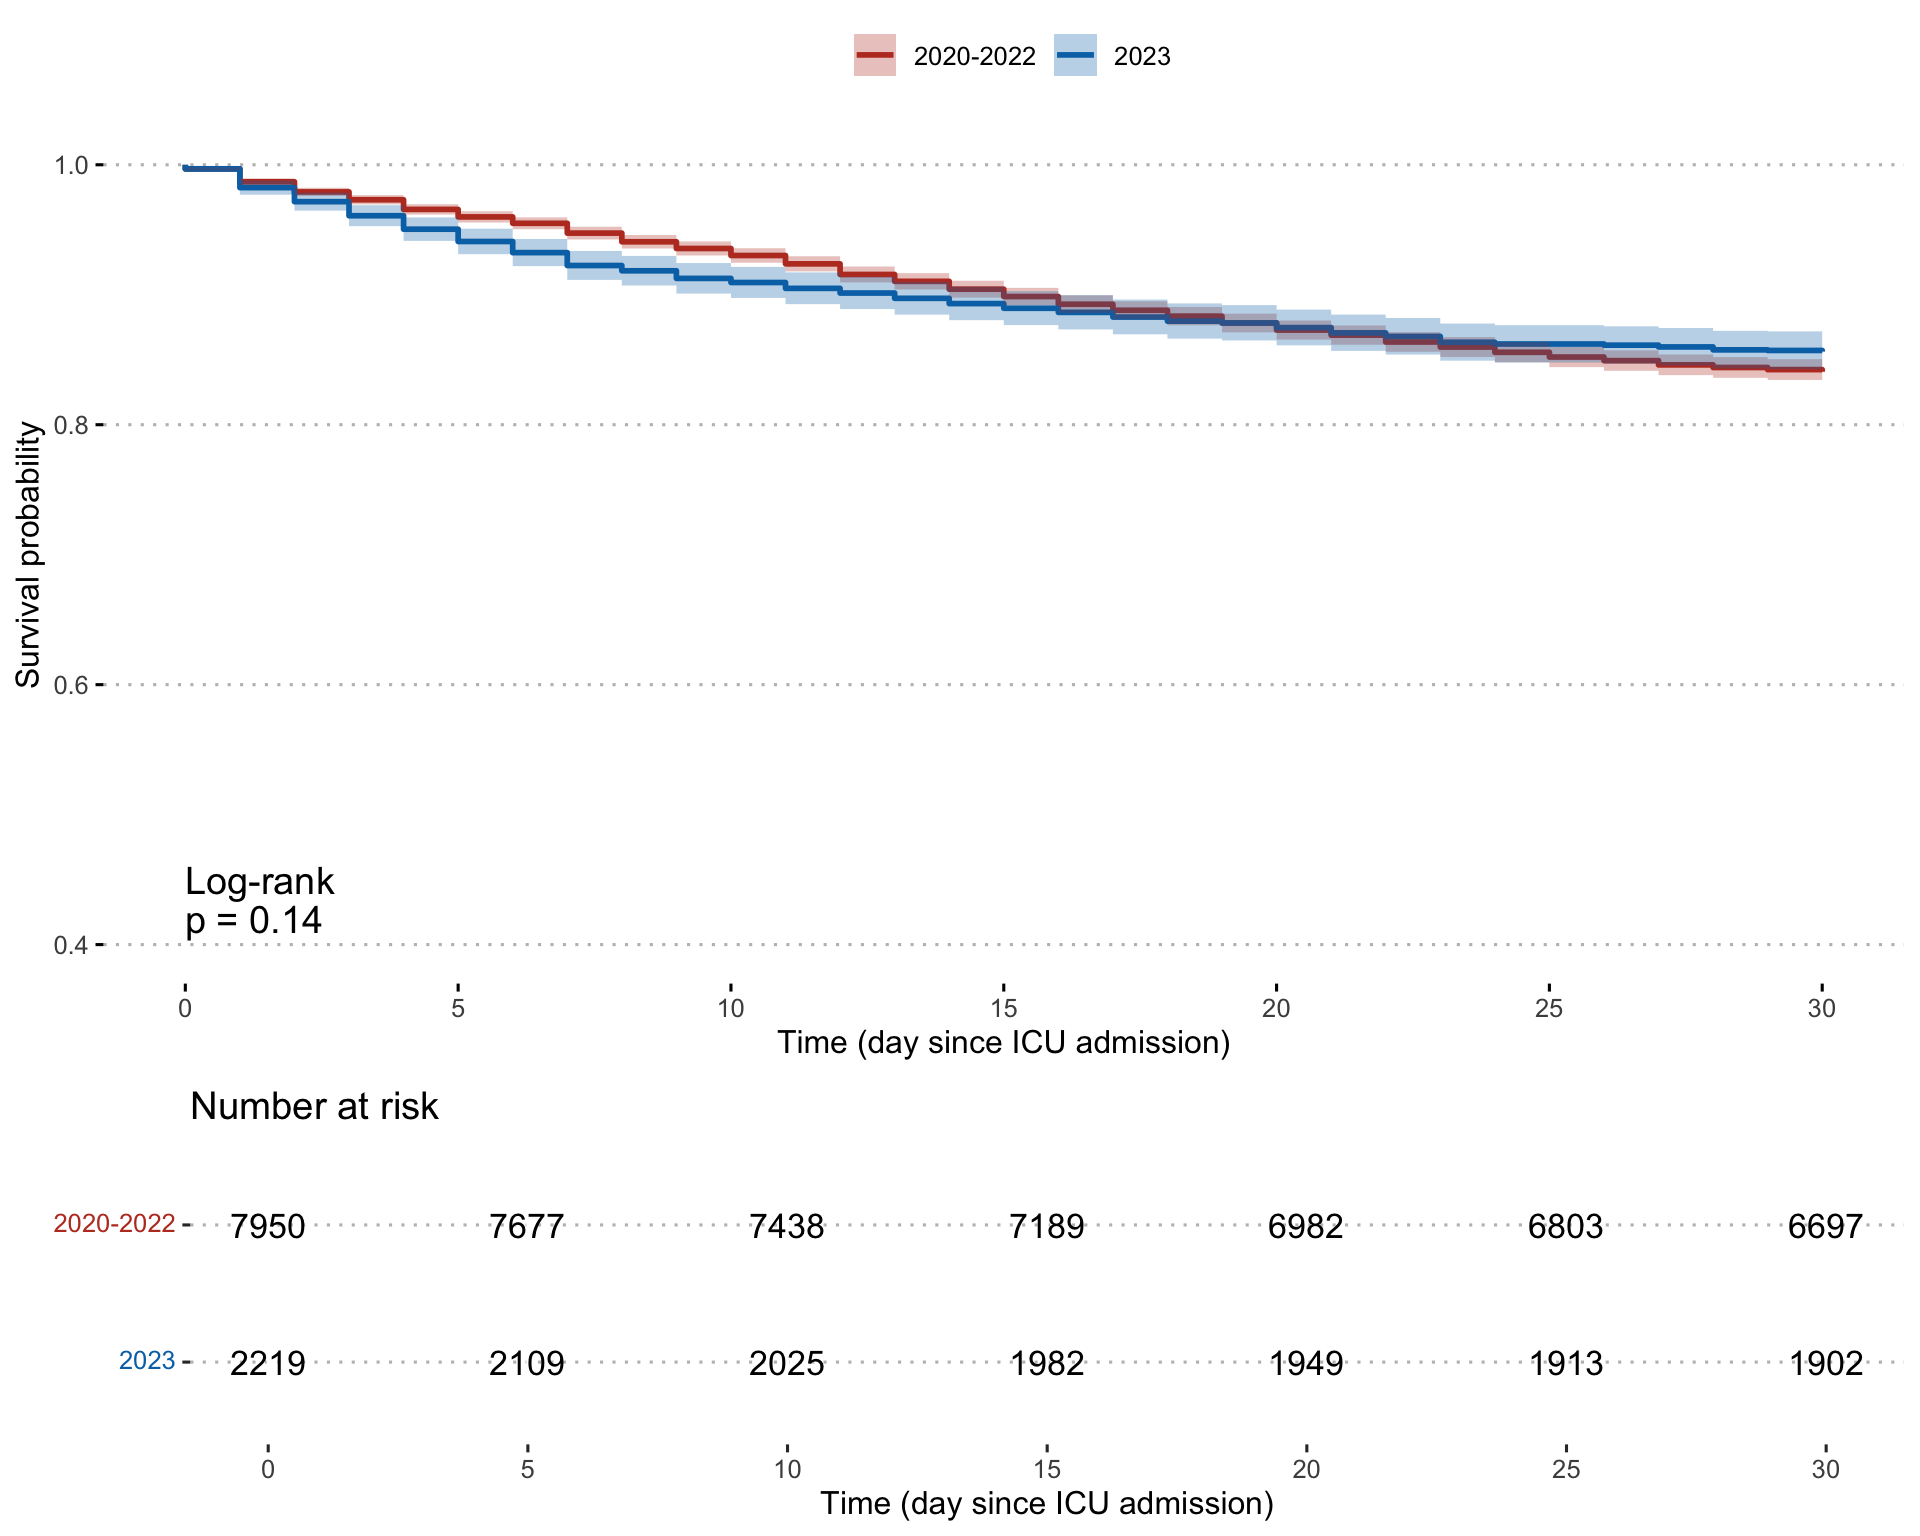 2020-2022 2023
1.0
0.8
0.6
0.4
Survival probability
Log-rank
p = 0.14
0 5 10 15 20 25 30
Time (day since ICU admission)
Number at risk
2020-2022 7950 7677 7438 7189 6982 6803 6697
2023 2219 2109 2025 1982 1949 1913 1902
0 5 10 15 20 25 30
Time (day since ICU admission)